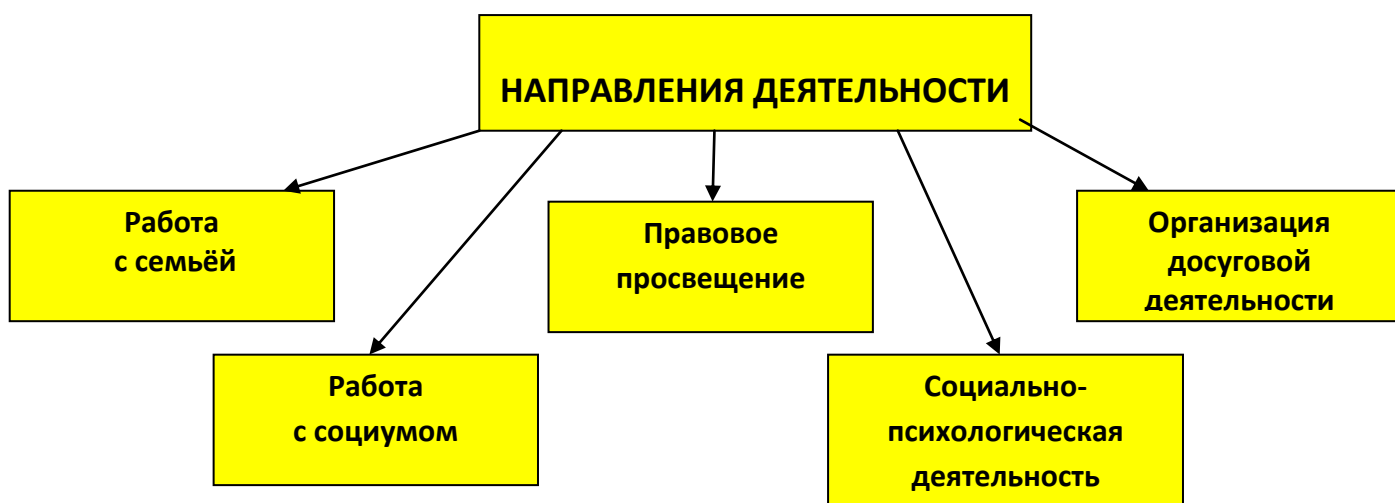 НАПРАВЛЕНИЯ ДЕЯТЕЛЬНОСТИ
Работа
с семьёй
Правовое
просвещение
Организация
досуговой
деятельности
Работа
с социумом
Социально-
психологическая
деятельность